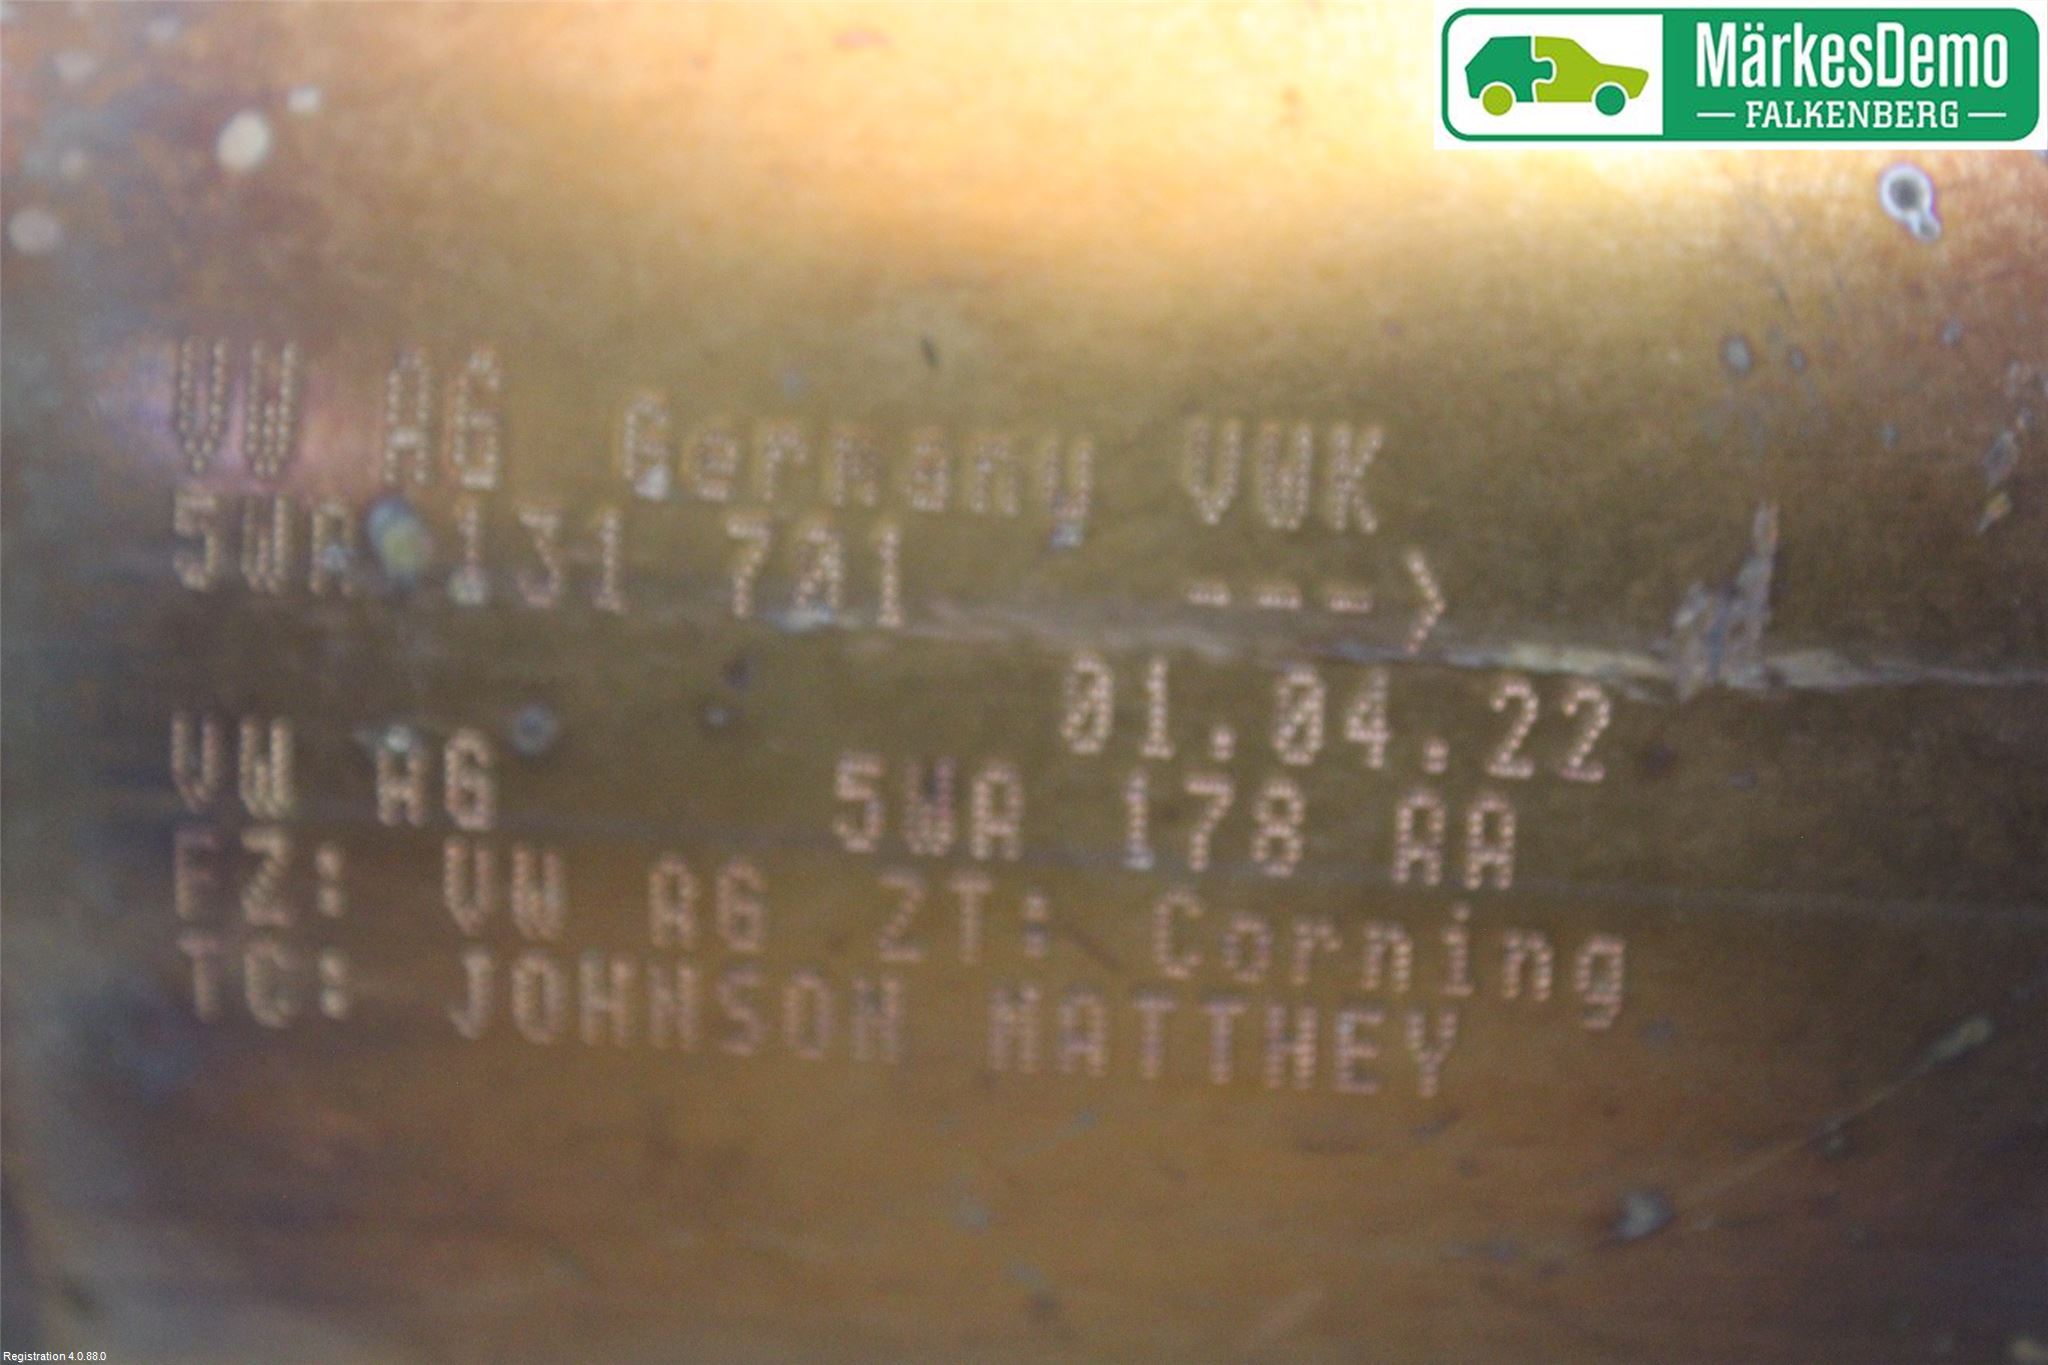 MärkesDemo
FALKENBERG
VW AG Germany VWK
5WA 131 701 --->
01.04.22
VW AG 5WA 178 AA
FZ: VW AG ZT: Corning
TC: JOHNSON MATTHEY
Registration 4.0.88.0